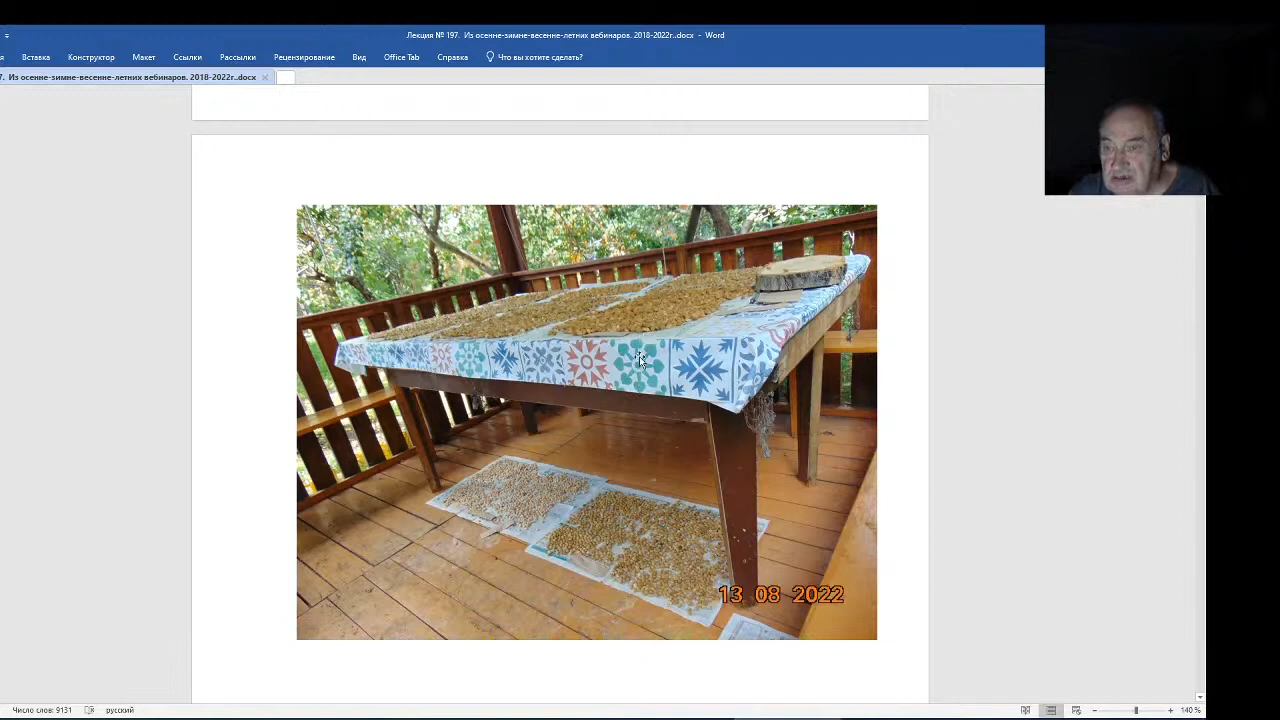 Лекция № 197. Из осенне-зимне-весенне-летних вебинаров. 2018-2022г..docx - Word
я Вставка Конструктор Макет Ссылки Рассылки Рецензирование Вид Office Tab Справка Что вы хотите сделать?
7. Из осенне-зимне-весенне-летних вебинаров. 2018-2022г..docx
13 08 2022
Число слов: 9131 русский 140 %